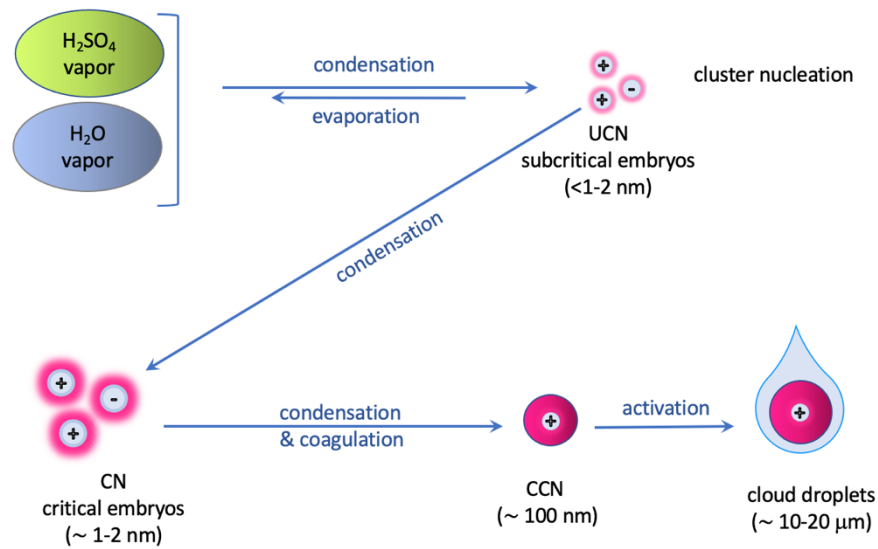 H₂SO₄
vapor
H₂O
vapor
condensation
evaporation
+
-
+
cluster nucleation
UCN
subcritical embryos
(<1-2 nm)
condensation
+
-
+
CN
critical embryos
(~ 1-2 nm)
condensation
& coagulation
+
CCN
(~ 100 nm)
activation
+
cloud droplets
(~ 10-20 μm)